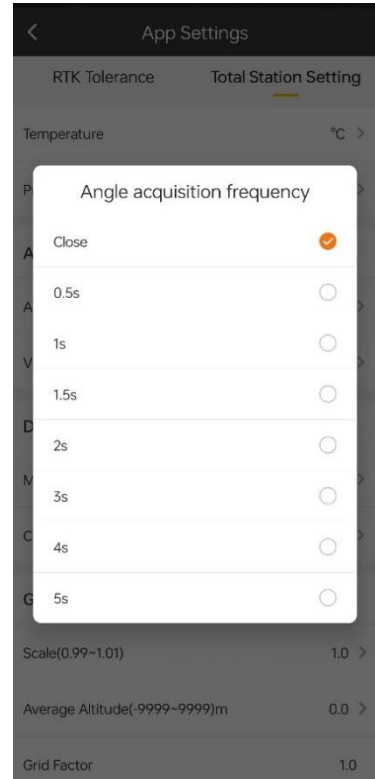 App Settings
RTK Tolerance Total Station Setting
Temperature °C
Angle acquisition frequency
Close
0.5s
1s
1.5s
2s
3s
4s
5s
Scale(0.99~1.01) 1.0
Average Altitude(-9999~9999)m 0.0
Grid Factor 1.0